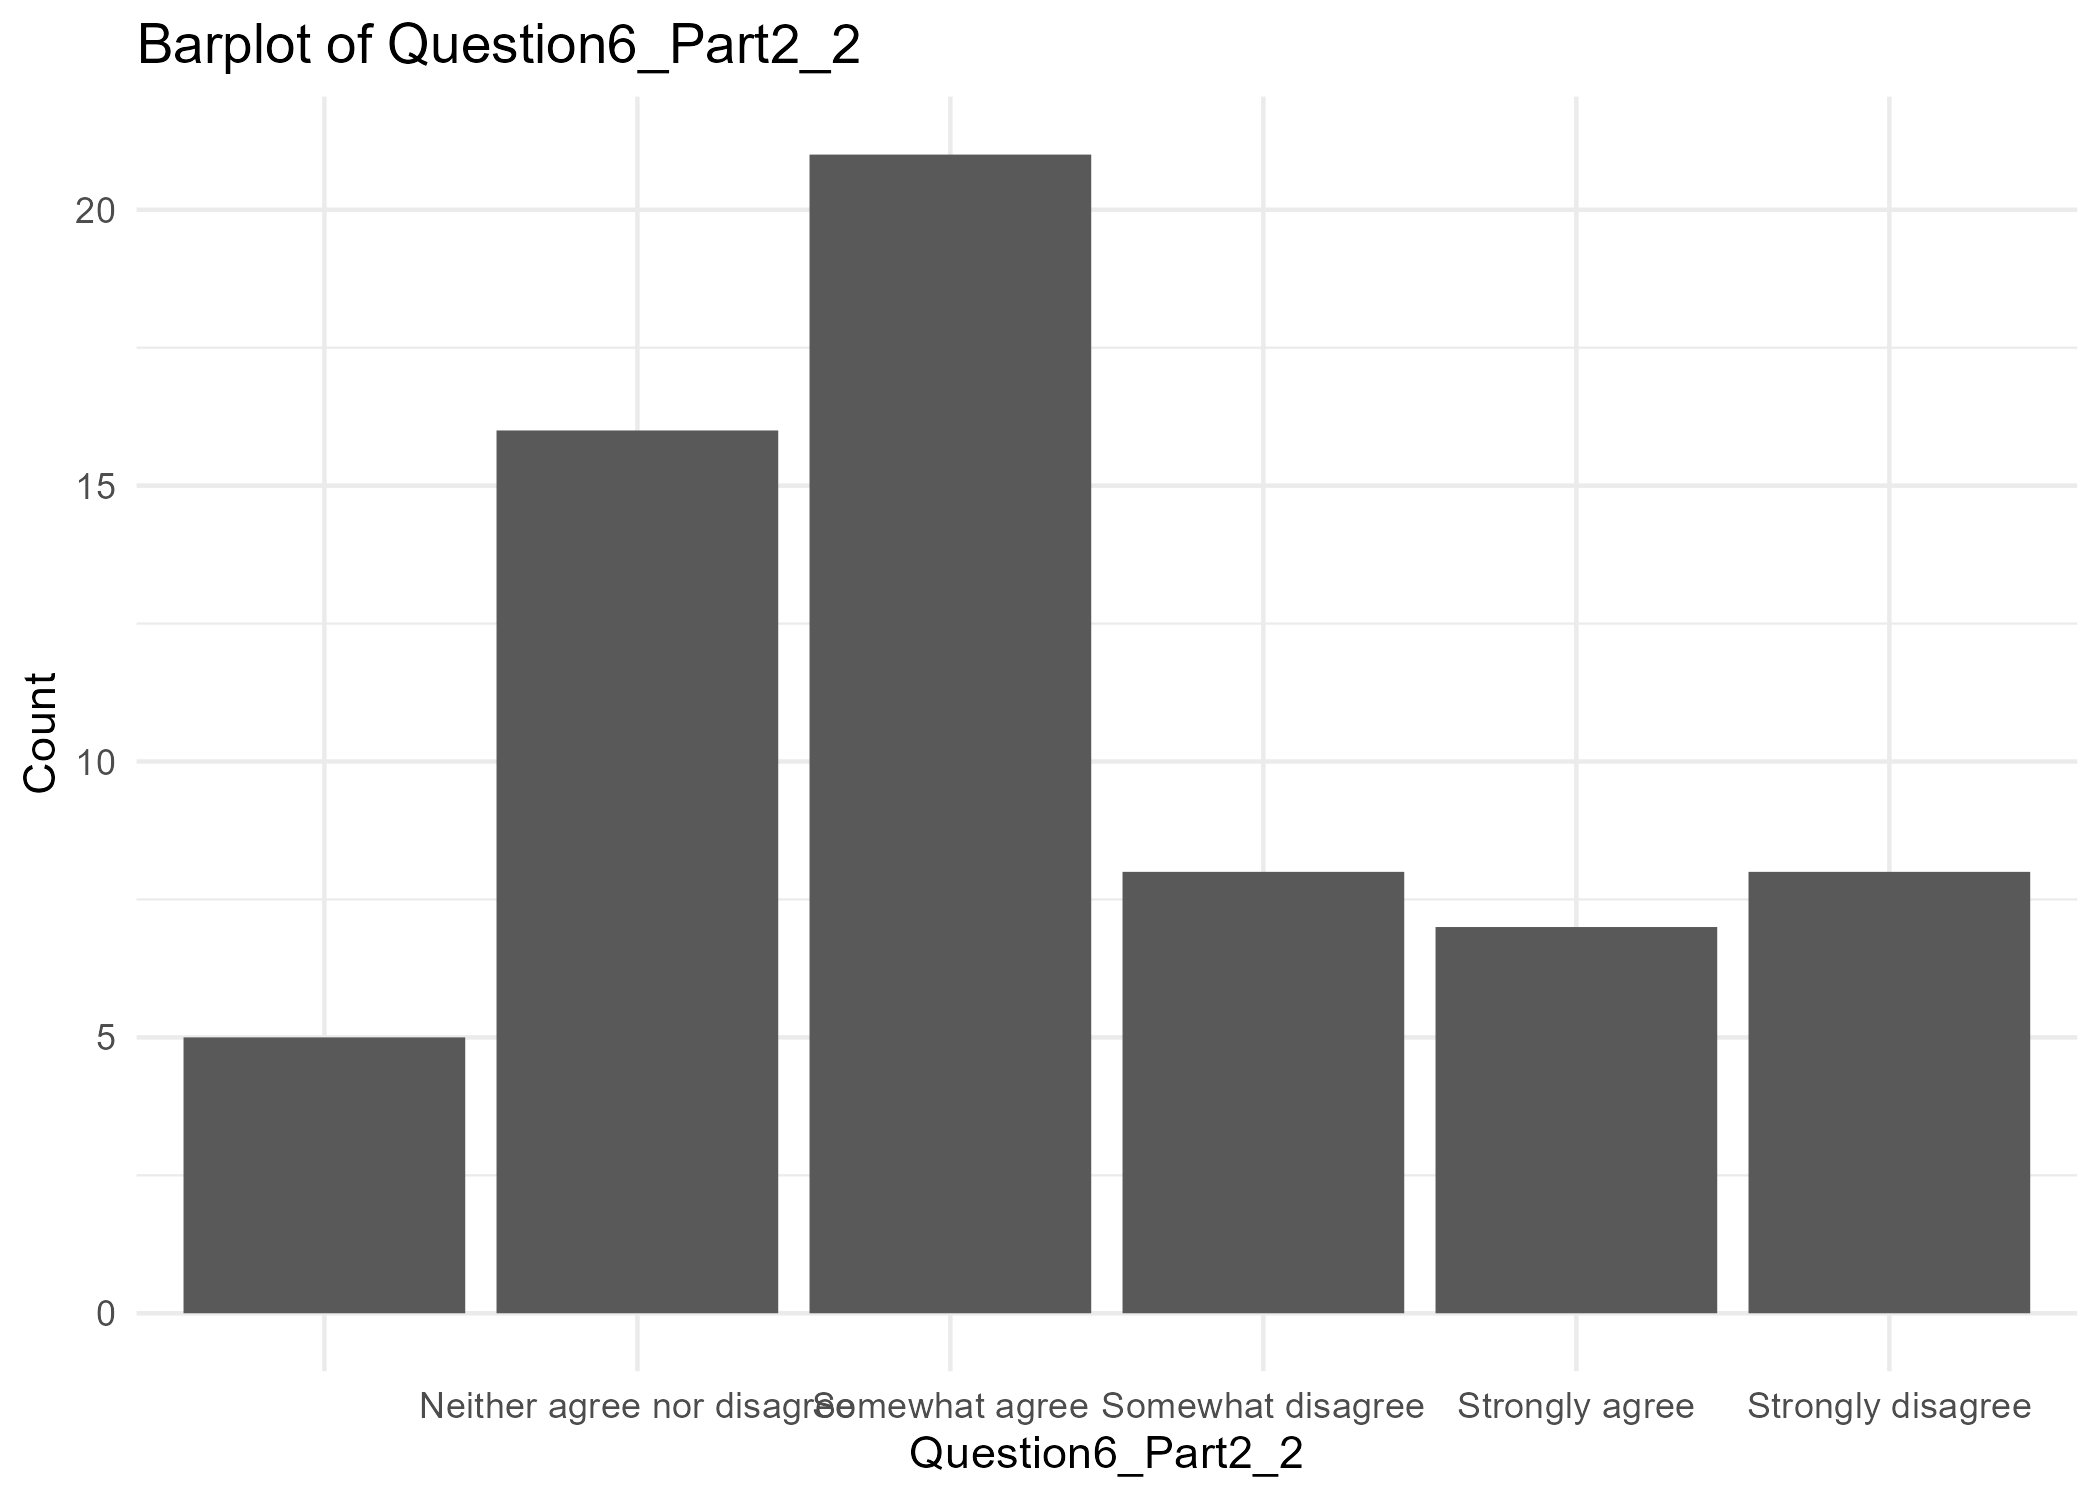 Barplot of Question6_Part2_2
Count
20
15
10
5
0
Neither agree nor disagree Somewhat agree Somewhat disagree Strongly agree Strongly disagree
Question6_Part2_2